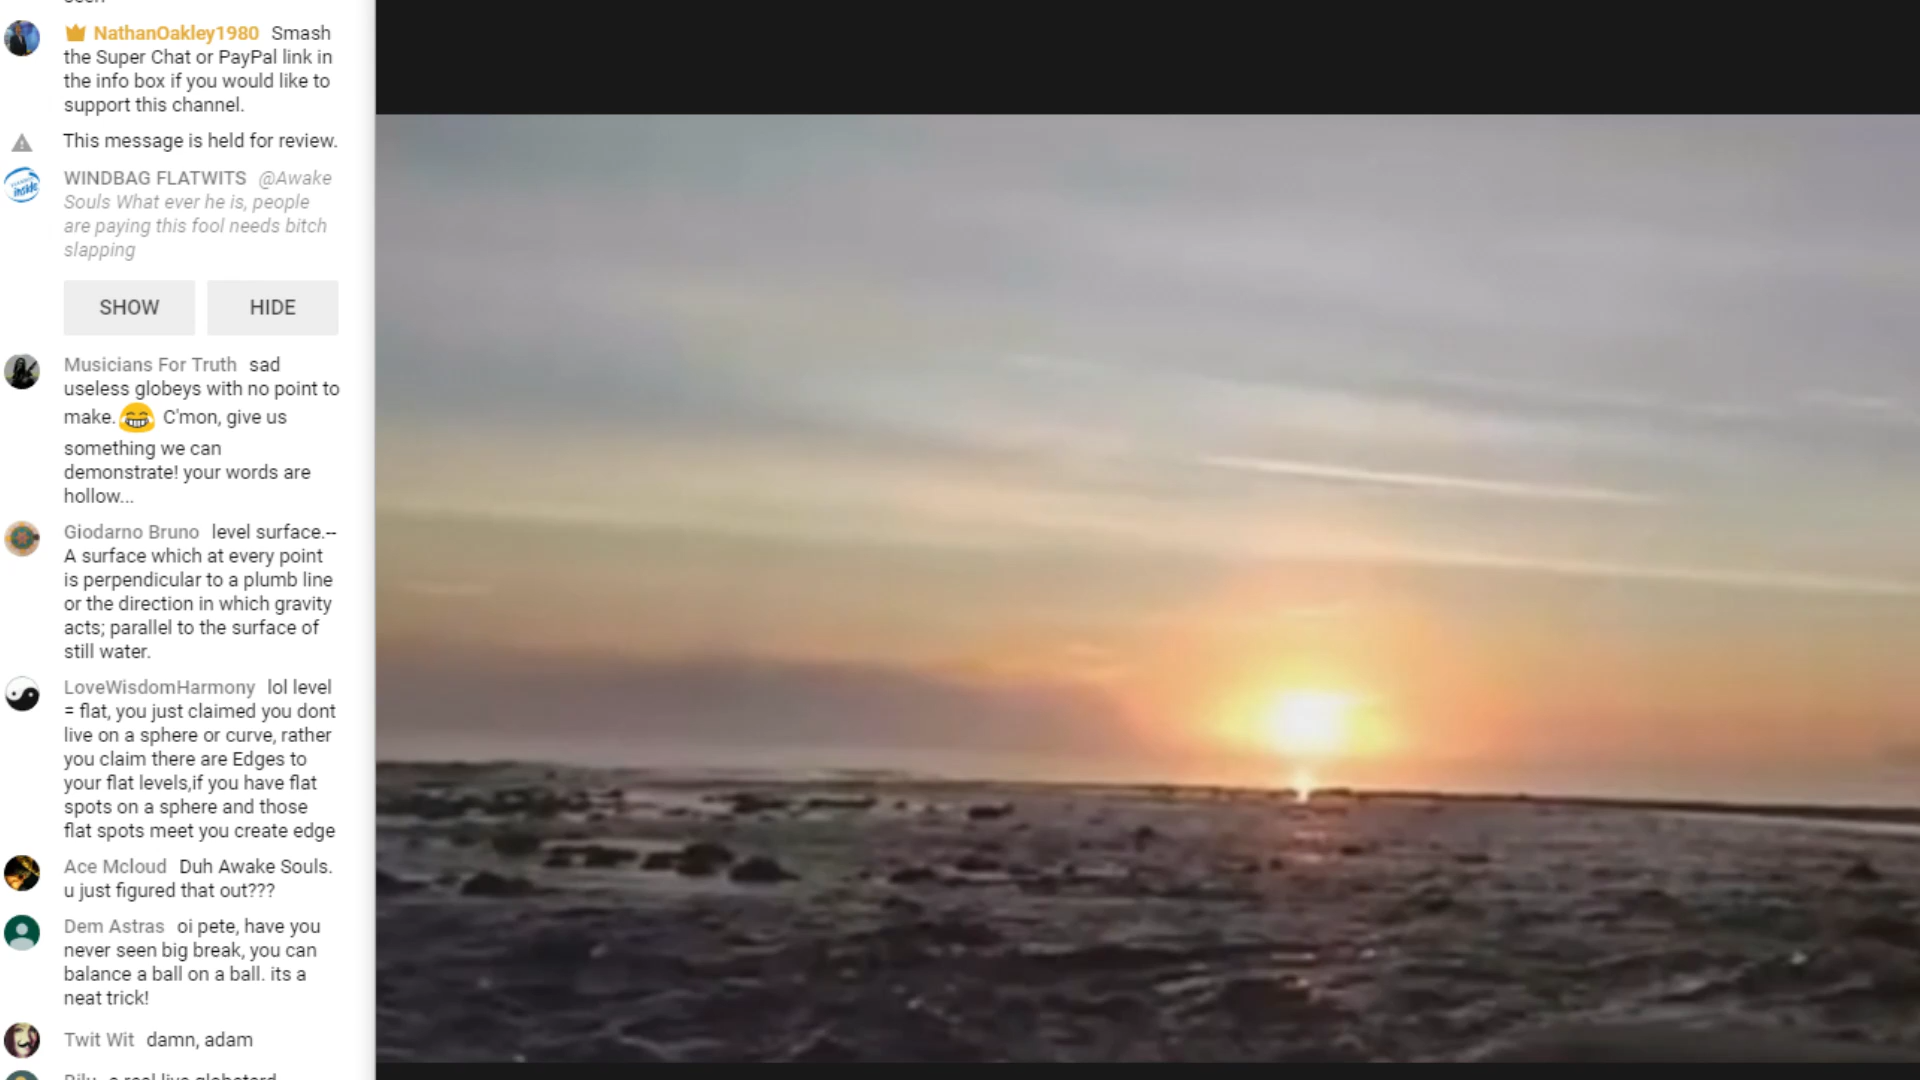 NathanOakley1980 Smash
the Super Chat or PayPal link in
the info box if you would like to
support this channel.
This message is held for review.
WINDBAG FLATWITS @Awake
Souls What ever he is, people
are paying this fool needs bitch
slapping
SHOW HIDE
Musicians For Truth sad
useless globeys with no point to
make. C'mon, give us
something we can
demonstrate! your words are
hollow...
Giodarno Bruno level surface.--
A surface which at every point
is perpendicular to a plumb line
or the direction in which gravity
acts; parallel to the surface of
still water.
LoveWisdomHarmony lol level
= flat, you just claimed you dont
live on a sphere or curve, rather
you claim there are Edges to
your flat levels,if you have flat
spots on a sphere and those
flat spots meet you create edge
Ace Mcloud Duh Awake Souls.
u just figured that out???
Dem Astras oi pete, have you
never seen big break, you can
balance a ball on a ball. its a
neat trick!
Twit Wit damn, adam